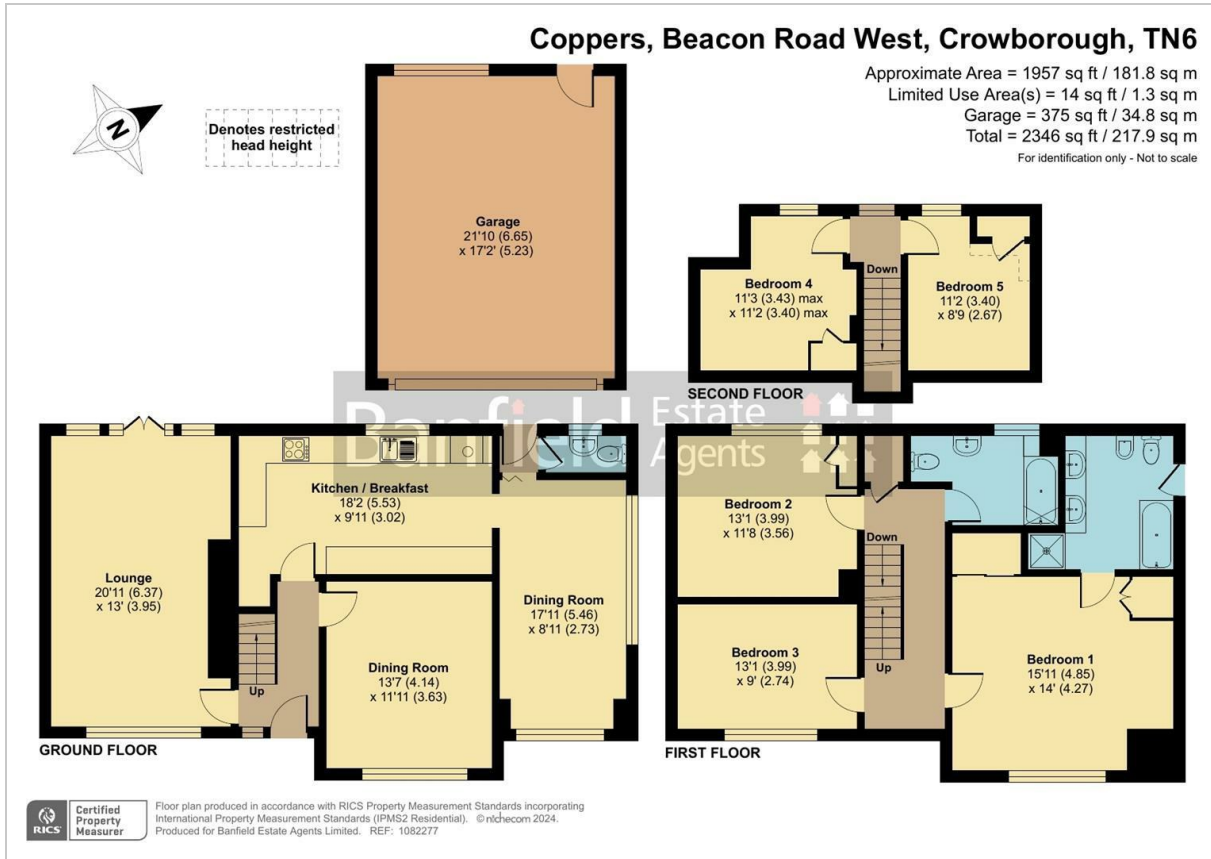 Coppers, Beacon Road West, Crowborough, TN6
Approximate Area = 1957 sq ft / 181.8 sq m
Limited Use Area(s) = 14 sq ft / 1.3 sq m
Garage = 375 sq ft / 34.8 sq m
Total = 2346 sq ft / 217.9 sq m
For identification only - Not to scale
N
Denotes restricted
head height
Garage
21'10 (6.65)
x 17'2' (5.23)
Bedroom 4
11'3 (3.43) max
x 11'2 (3.40) max
Down
Bedroom 5
11'2 (3.40)
x 8'9 (2.67)
SECOND FLOOR
Banfield Estate
Agents
Kitchen / Breakfast
18'2 (5.53)
x 9'11 (3.02)
Lounge
20'11 (6.37)
x 13' (3.95)
Up
Dining Room
13'7 (4.14)
x 11'11 (3.63)
Dining Room
17'11 (5.46)
x 8'11 (2.73)
GROUND FLOOR
Bedroom 2
13'1 (3.99)
x 11'8 (3.56)
Down
Up
Bedroom 3
13'1 (3.99)
x 9' (2.74)
Bedroom 1
15'11 (4.85)
x 14' (4.27)
FIRST FLOOR
RICS
Certified
Property
Measurer
Floor plan produced in accordance with RICS Property Measurement Standards incorporating
International Property Measurement Standards (IPMS2 Residential). © nichecom 2024.
Produced for Banfield Estate Agents Limited. REF: 1082277